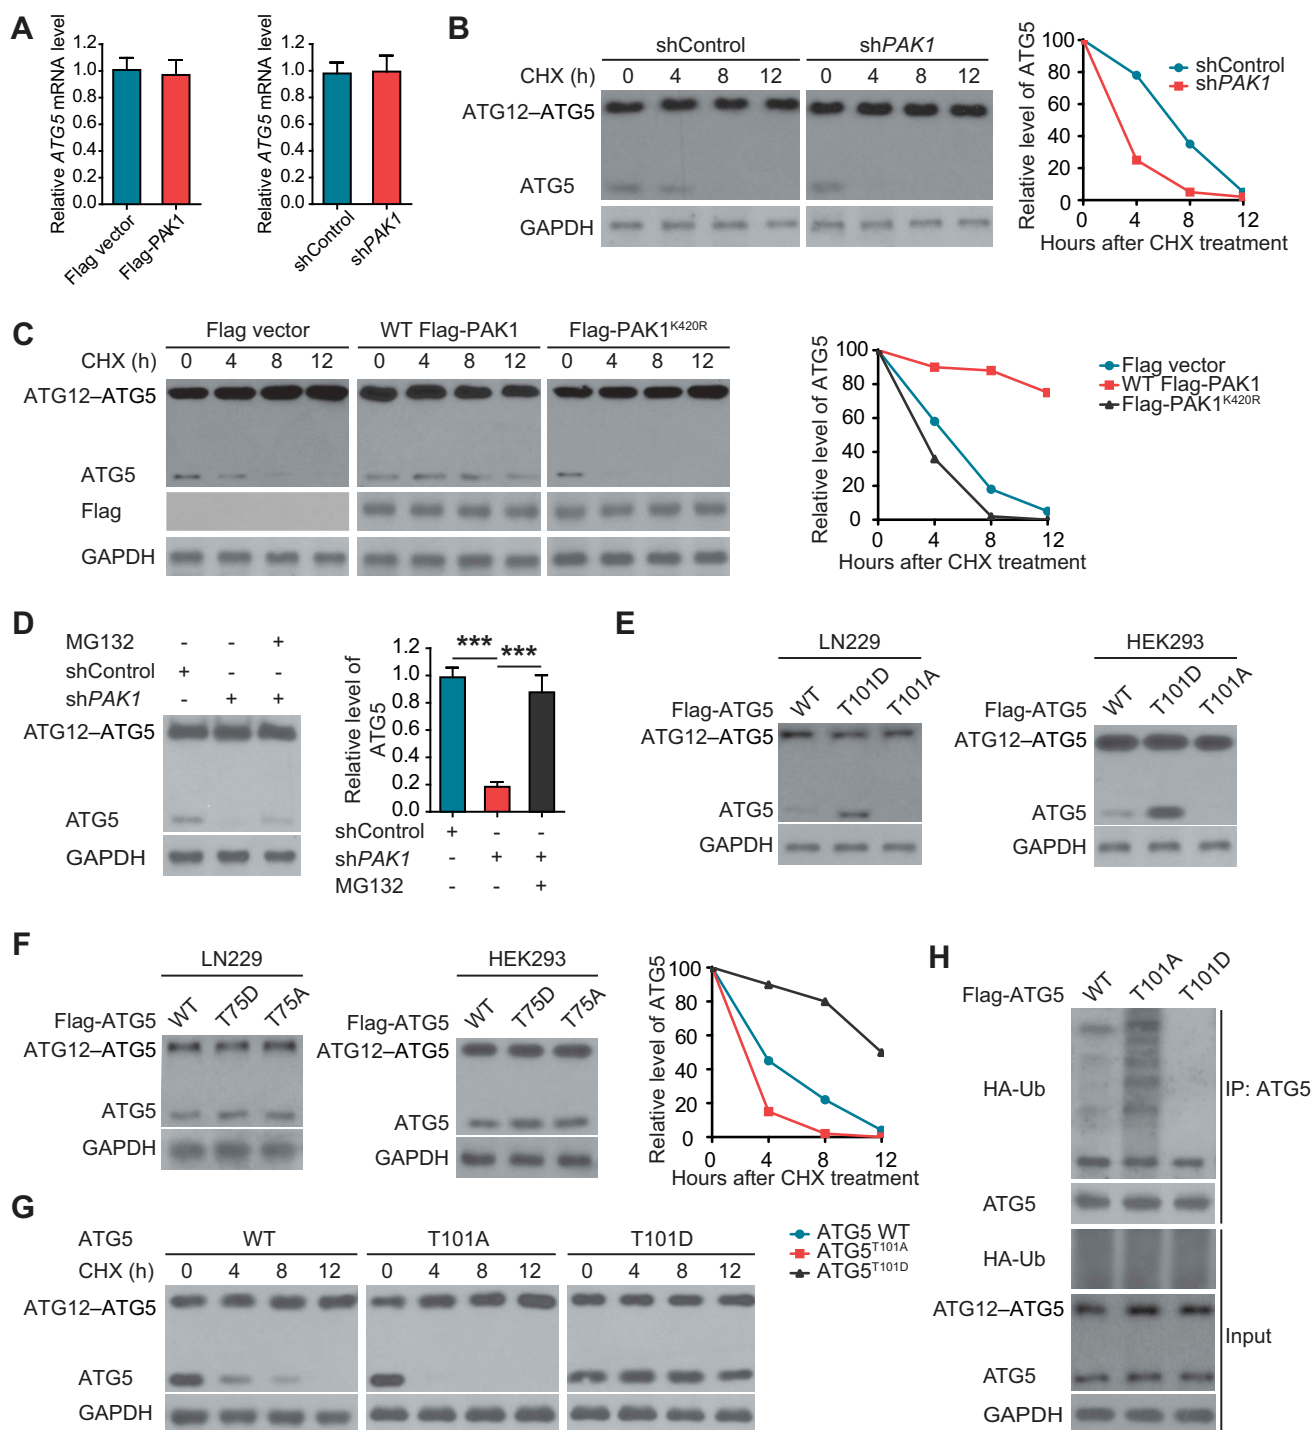 A
Relative ATG5 mRNA level
1.2
1.0
0.8
0.6
0.4
0.2
0.0
Flag vector
Flag-PAK1
Relative ATG5 mRNA level
1.2
1.0
0.8
0.6
0.4
0.2
0.0
shControl
shPAK1
B
shControl shPAK1
CHX (h) 0 4 8 12 0 4 8 12
ATG12–ATG5
ATG5
GAPDH
Relative level of ATG5
100
80
60
40
20
0
0 4 8 12
Hours after CHX treatment
shControl
shPAK1
C
Flag vector WT Flag-PAK1 Flag-PAK1K420R
CHX (h) 0 4 8 12 0 4 8 12 0 4 8 12
ATG12–ATG5
ATG5
Flag
GAPDH
Relative level of ATG5
100
80
60
40
20
0
0 4 8 12
Hours after CHX treatment
Flag vector
WT Flag-PAK1
Flag-PAK1K420R
D
MG132 - - +
shControl + - -
shPAK1 - + +
ATG12–ATG5
ATG5
GAPDH
Relative level of ATG5
1.2
1.0
0.8
0.6
0.4
0.2
0.0
*** ***
shControl + - -
shPAK1 - + +
MG132 - - +
E
LN229
Flag-ATG5 WT T101D T101A
ATG12–ATG5
ATG5
GAPDH
HEK293
Flag-ATG5 WT T101D T101A
ATG12–ATG5
ATG5
GAPDH
F
LN229
Flag-ATG5 WT T75D T75A
ATG12–ATG5
ATG5
GAPDH
HEK293
Flag-ATG5 WT T75D T75A
ATG12–ATG5
ATG5
GAPDH
Relative level of ATG5
100
80
60
40
20
0
0 4 8 12
Hours after CHX treatment
ATG5 WT
ATG5T101A
ATG5T101D
G
ATG5 WT T101A T101D
CHX (h) 0 4 8 12 0 4 8 12 0 4 8 12
ATG12–ATG5
ATG5
GAPDH
H
Flag-ATG5 WT T101A T101D
HA-Ub
IP: ATG5
ATG5
HA-Ub
ATG12–ATG5
Input
ATG5
GAPDH